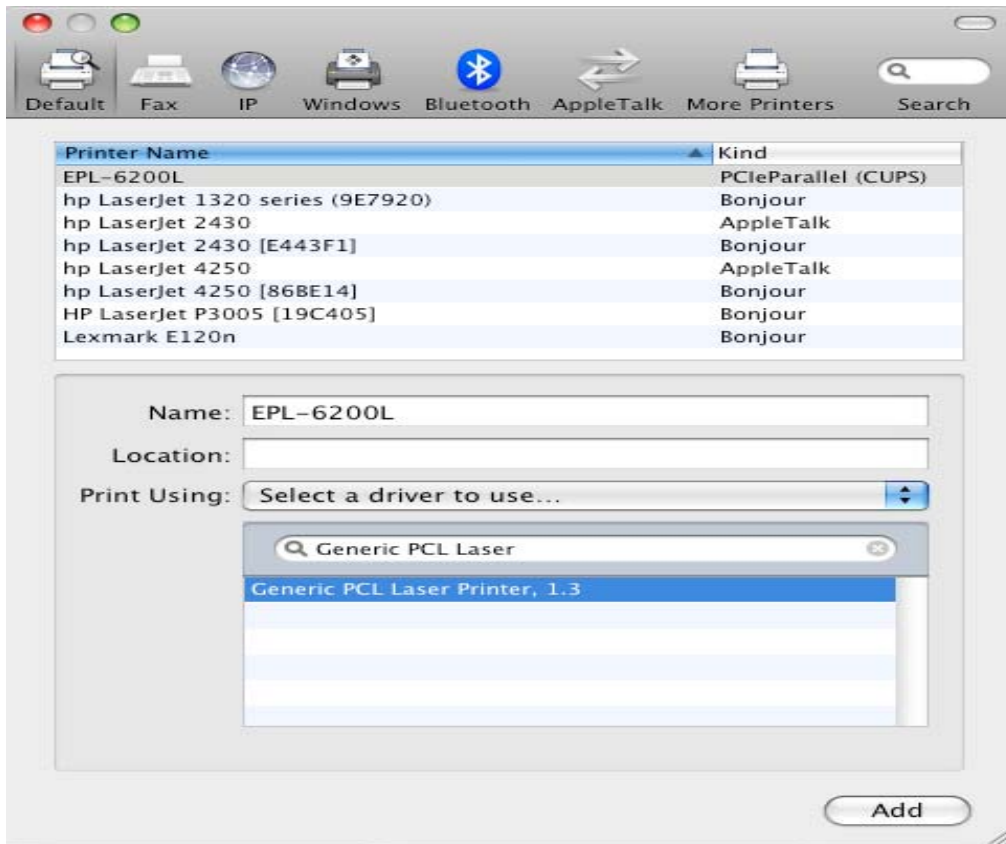 Default Fax IP Windows Bluetooth AppleTalk More Printers Search
Printer Name Kind
EPL-6200L PCIeParallel (CUPS)
hp LaserJet 1320 series (9E7920) Bonjour
hp LaserJet 2430 AppleTalk
hp LaserJet 2430 [E443F1] Bonjour
hp LaserJet 4250 AppleTalk
hp LaserJet 4250 [86BE14] Bonjour
HP LaserJet P3005 [19C405] Bonjour
Lexmark E120n Bonjour
Name: EPL-6200L
Location:
Print Using: Select a driver to use...
Generic PCL Laser
Generic PCL Laser Printer, 1.3
Add